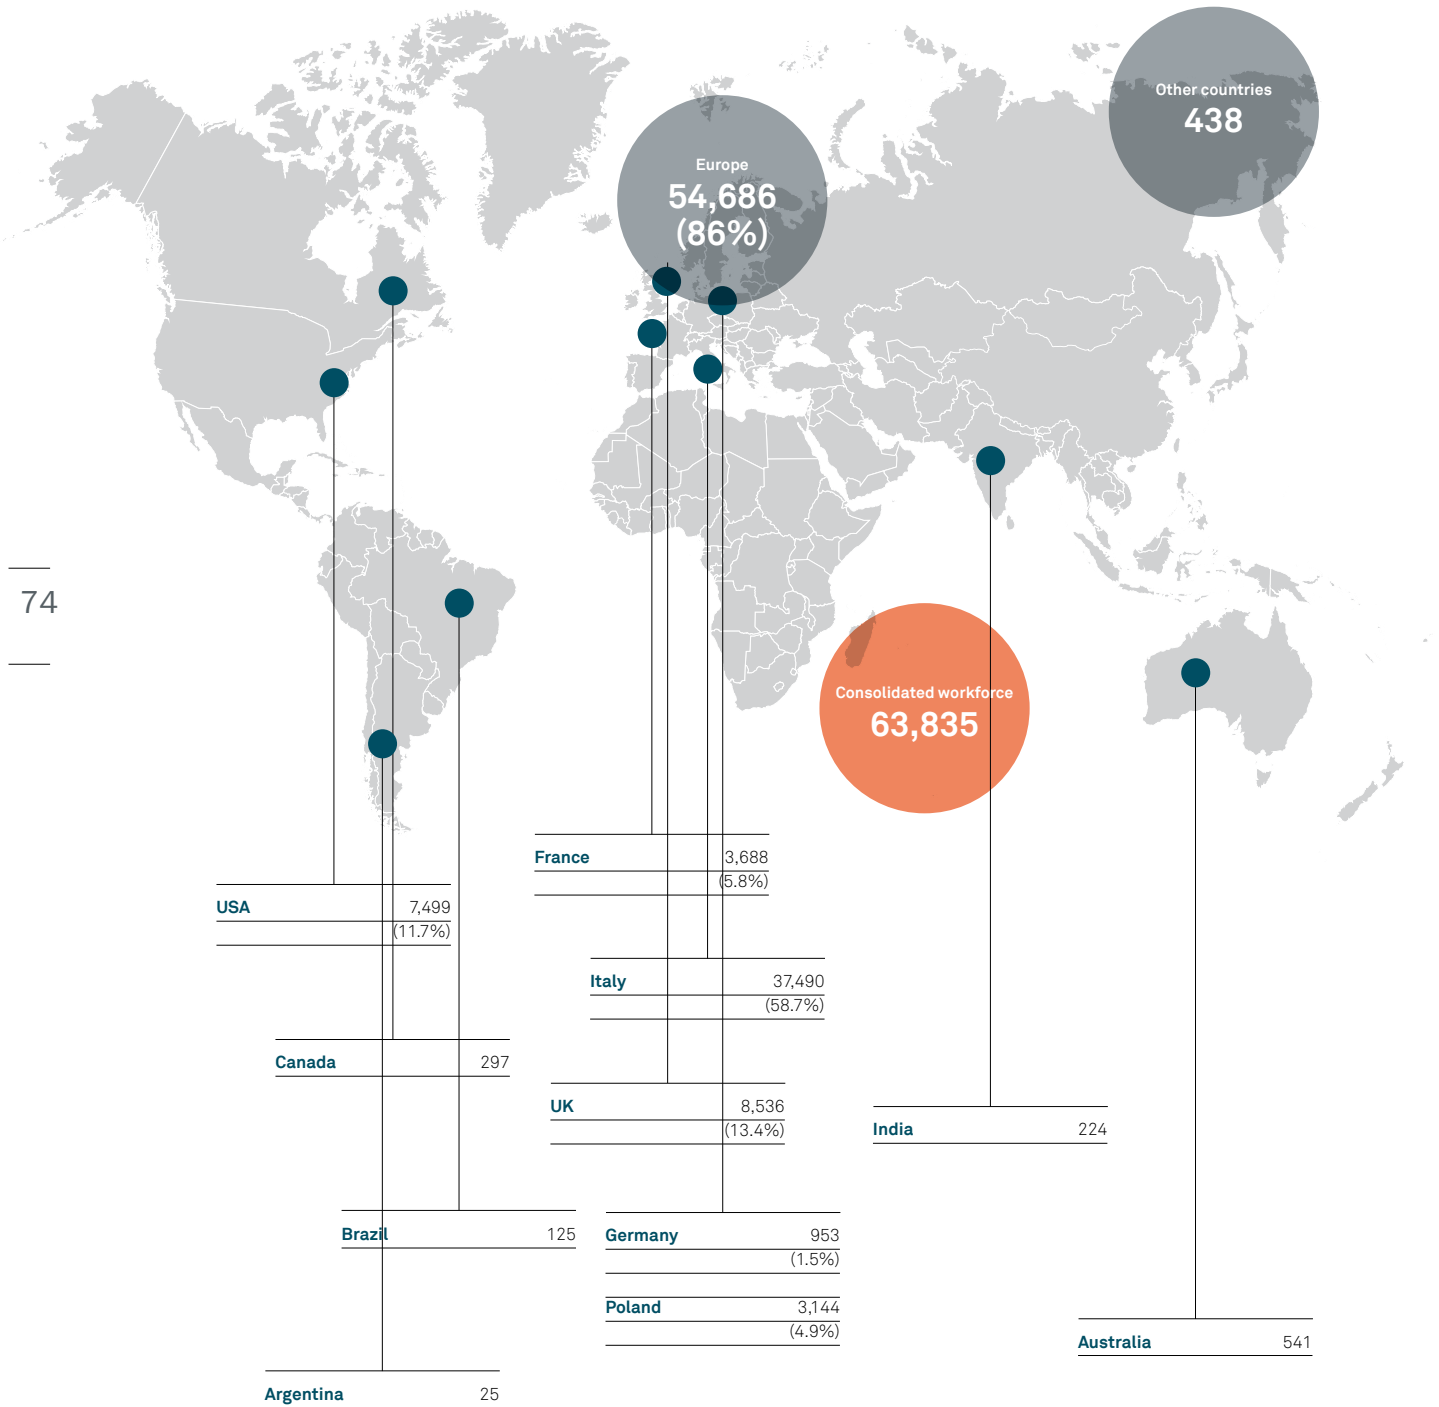 Other countries
438
Europe
54,686
(86%)
74
Consolidated workforce
63,835
France 3,688
(5.8%)
USA 7,499
(11.7%)
Italy 37,490
(58.7%)
Canada 297
UK 8,536
(13.4%)
India 224
Brazil 125
Germany 953
(1.5%)
Poland 3,144
(4.9%)
Australia 541
Argentina 25